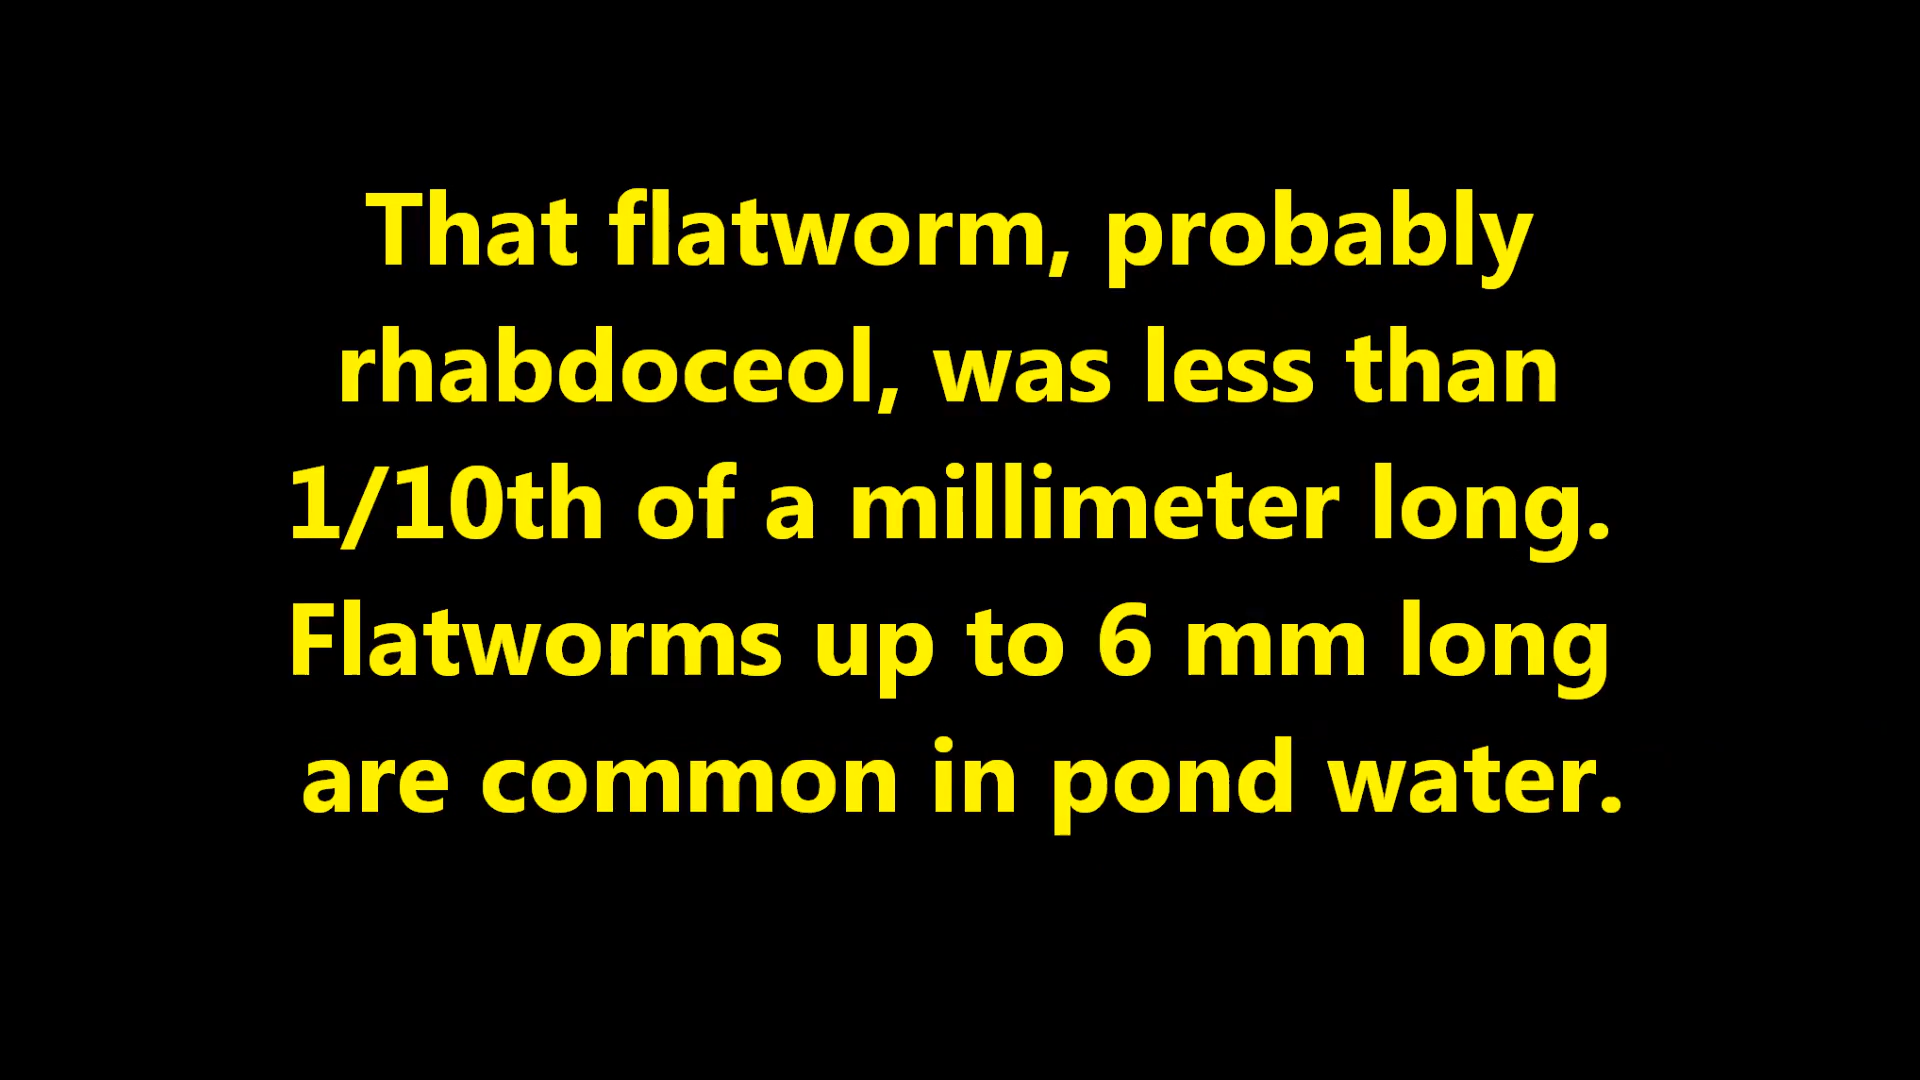 That flatworm, probably
rhabdoceol, was less than
1/10th of a millimeter long.
Flatworms up to 6 mm long
are common in pond water.